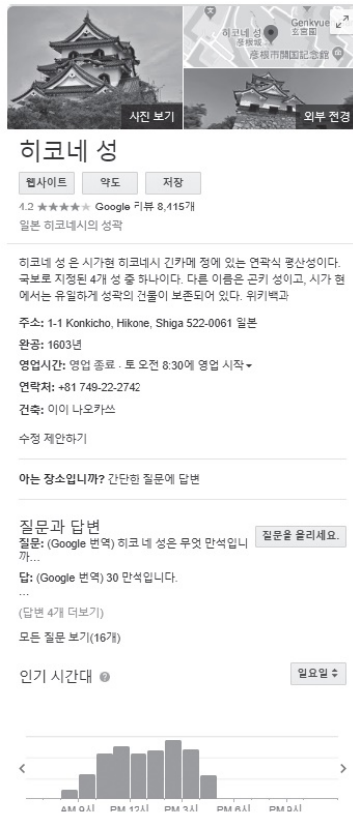 히코네 성
彦根城
Genkyue
玄宮園
彦根市開国記念館
사진 보기
외부 전경
히코네 성
웹사이트
약도
저장
4.2 ★★★★★ Google 리뷰 8,415개
일본 히코네시의 성곽
히코네 성 은 시가현 히코네시 긴카메 정에 있는 연곽식 평산성이다.
국보로 지정된 4개 성 중 하나이다. 다른 이름은 곤키 성이고, 시가 현
에서는 유일하게 성곽의 건물이 보존되어 있다. 위키백과
주소: 1-1 Konkicho, Hikone, Shiga 522-0061 일본
완공: 1603년
영업시간: 영업 종료 · 토 오전 8:30에 영업 시작
연락처: +81 749-22-2742
건축: 이이 나오카쓰
수정 제안하기
아는 장소입니까? 간단한 질문에 답변
질문과 답변
질문을 올리세요.
질문: (Google 번역) 히코 네 성은 무엇 만석입니
까...
답: (Google 번역) 30 만석입니다.
...
(답변 4개 더보기)
모든 질문 보기(16개)
인기 시간대
일요일
AM 9시 PM 12시 PM 3시 PM 6시 PM 9시